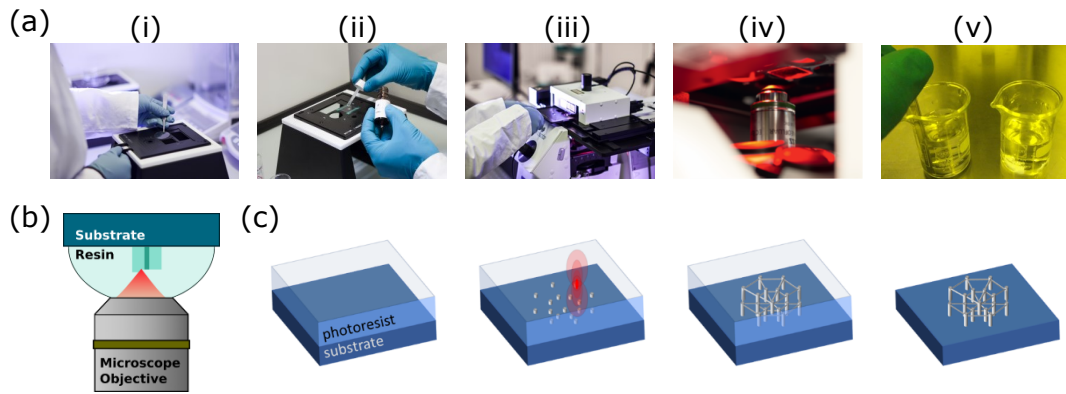 (a)
(i)
(ii)
(iii)
(iv)
(v)
(b)
Substrate
Resin
Microscope
Objective
(c)
photoresist
substrate